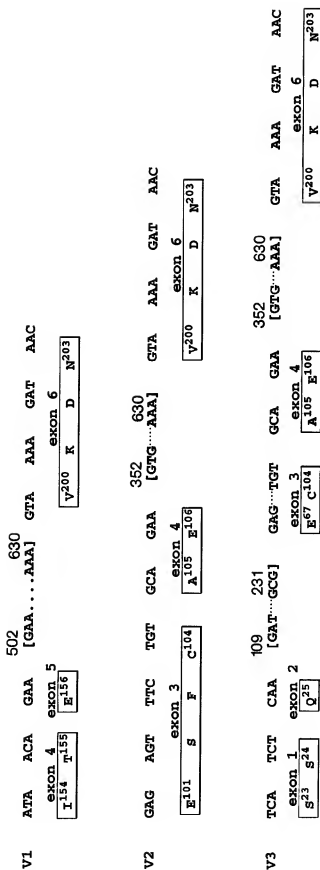 502 630
V1 ATA ACA GAA [GAA....AAA] GTA AAA GAT AAC
exon 4 exon 5 exon 6
I154 T155 E156 V200 K D N203
352 630
V2 GAG AGT TTC TGT GCA GAA [GTG....AAA] GTA AAA GAT AAC
exon 3 exon 4 exon 6
E101 S F C104 A105 E106 V200 K D N203
109 231 352 630
V3 TCA TCT CAA [GAT....GCG] GAG...TGT GCA GAA [GTG...AAA] GTA AAA GAT AAC
exon 1 exon 2 exon 3 exon 4 exon 6
S23 S24 Q25 E67 C104 A105 E106 V200 K D N203